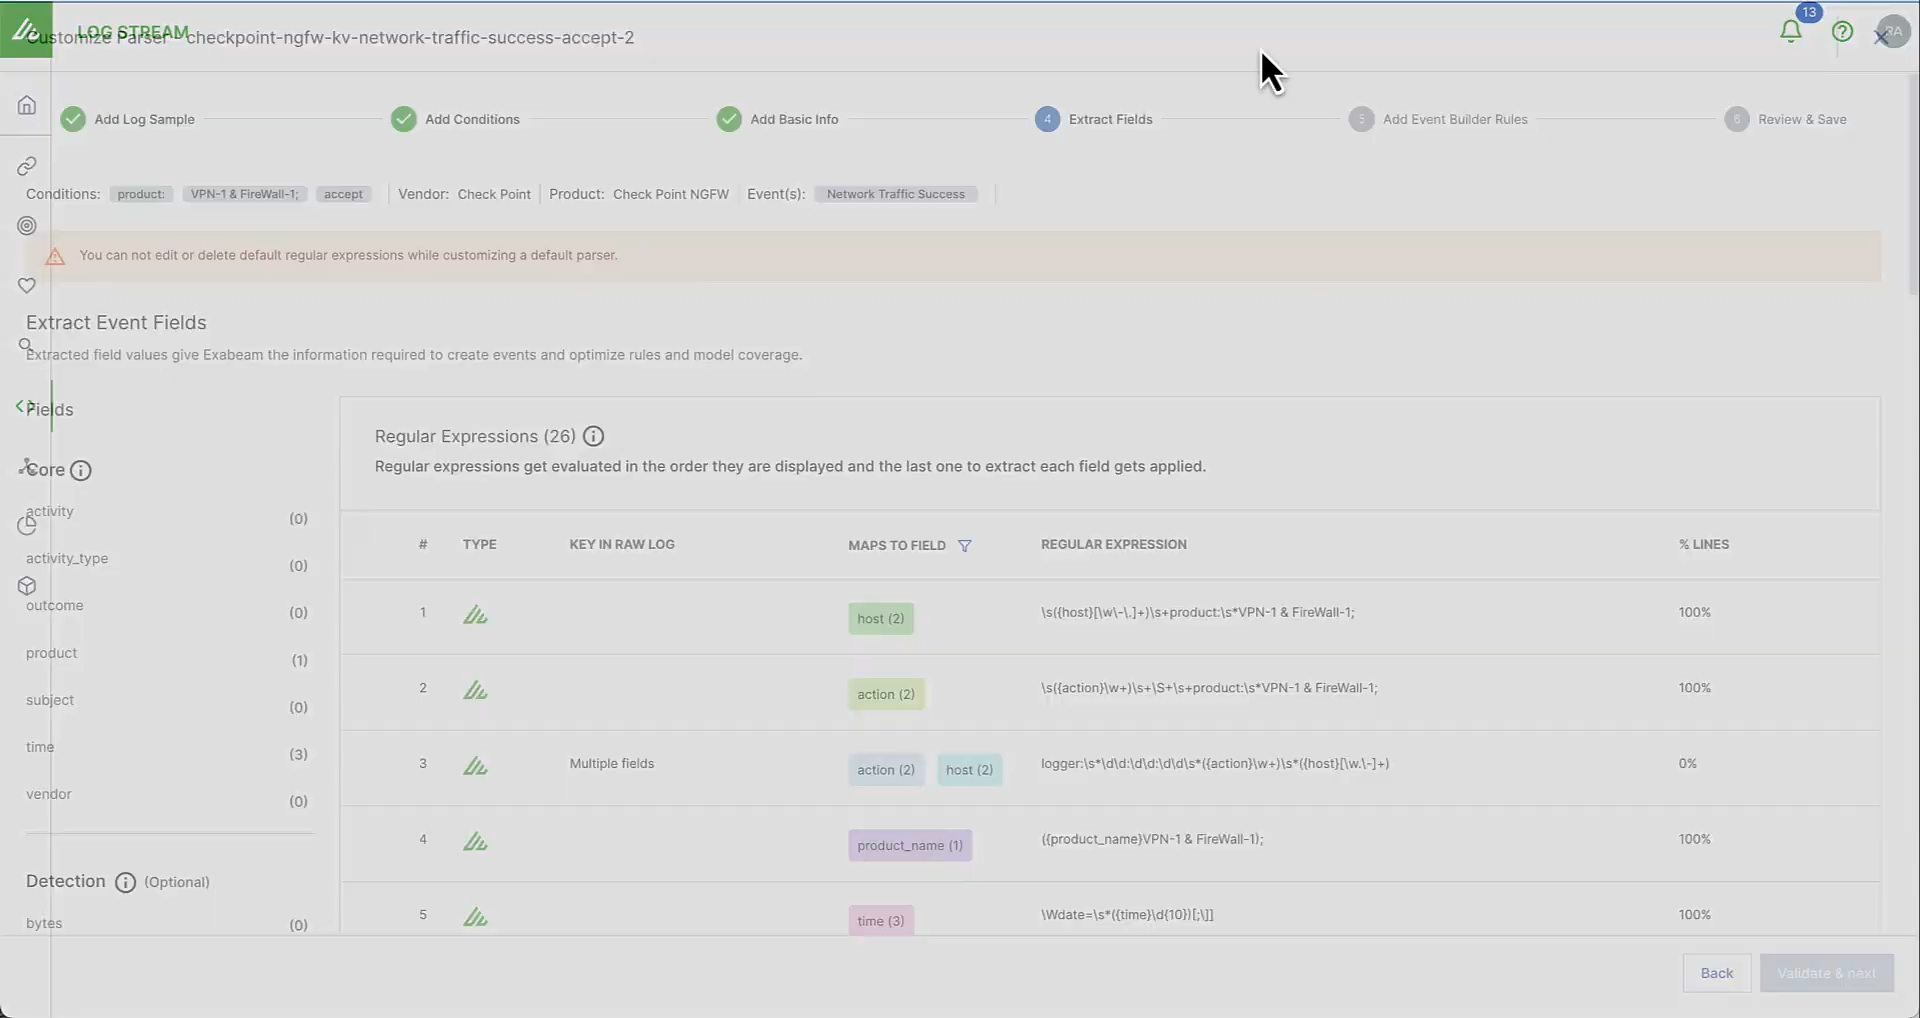 LOG STREAM
Customize Parser - checkpoint-ngfw-kv-network-traffic-success-accept-2
13
RA
Add Log Sample
Add Conditions
Add Basic Info
4 Extract Fields
5 Add Event Builder Rules
6 Review & Save
Conditions: product: VPN-1 & FireWall-1; accept Vendor: Check Point Product: Check Point NGFW Event(s): Network Traffic Success
You can not edit or delete default regular expressions while customizing a default parser.
Extract Event Fields
Extracted field values give Exabeam the information required to create events and optimize rules and model coverage.
Fields
Core
activity (0)
activity_type (0)
outcome (0)
product (1)
subject (0)
time (3)
vendor (0)
Detection (Optional)
bytes (0)
Regular Expressions (26)
Regular expressions get evaluated in the order they are displayed and the last one to extract each field gets applied.
# TYPE KEY IN RAW LOG MAPS TO FIELD REGULAR EXPRESSION % LINES
1 host (2) \s({host}[\w\-\.]+)\s+product:\s*VPN-1 & FireWall-1; 100%
2 action (2) \s({action}\w+)\s+\S+\s+product:\s*VPN-1 & FireWall-1; 100%
3 Multiple fields action (2) host (2) logger:\s*\d\d:\d\d:\d\d\s*({action}\w+)\s*({host}[\w.\-]+) 0%
4 product_name (1) ({product_name}VPN-1 & FireWall-1); 100%
5 time (3) \Wdate=\s*({time}\d{10})[;\]] 100%
Back
Validate & next